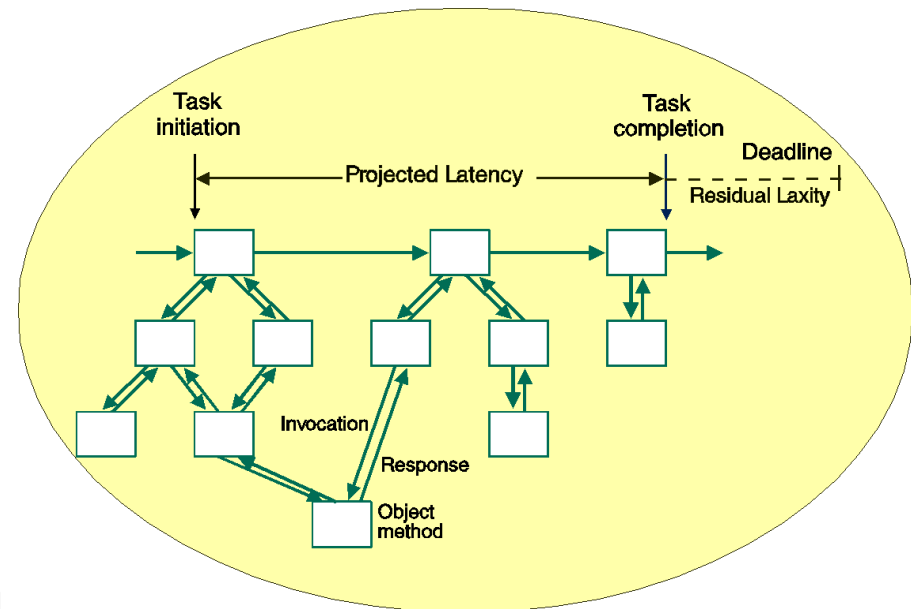 Task
initiation
Task
completion
Deadline
Projected Latency
Residual Laxity
Invocation
Response
Object
method